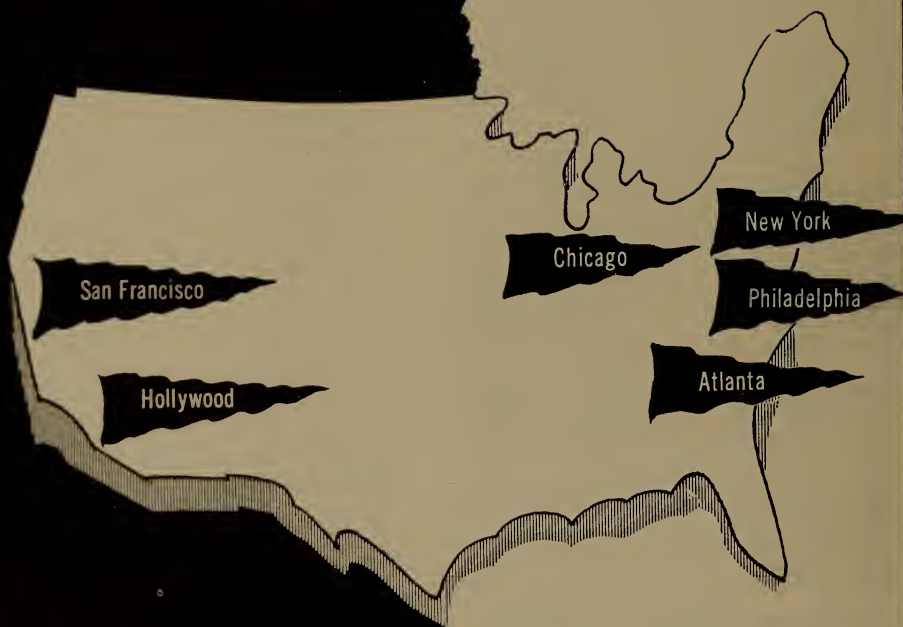 New York
Chicago
San Francisco
Philadelphia
Atlanta
Hollywood